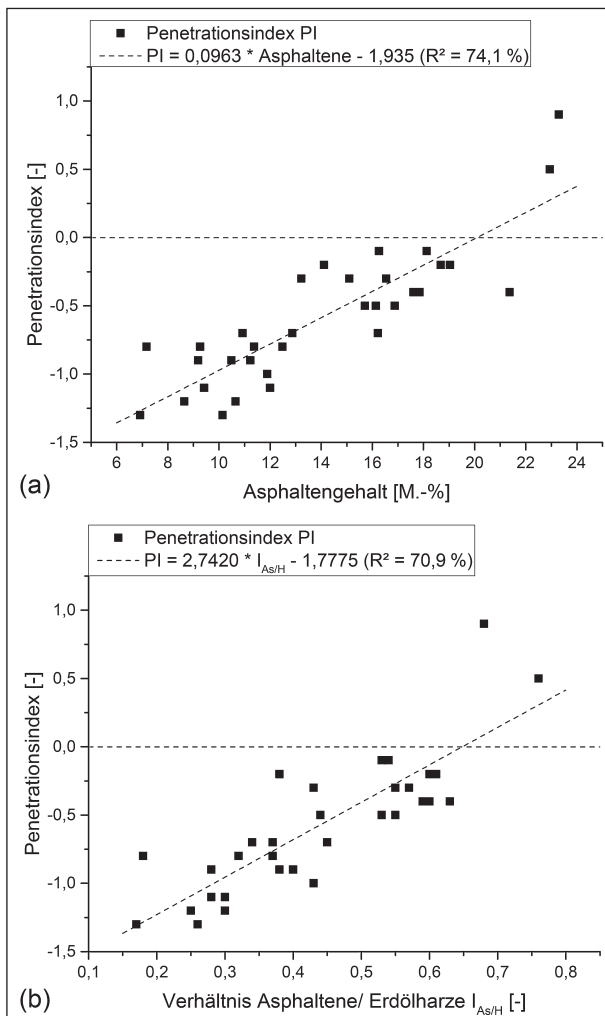 Penetrationsindex PI
PI = 0,0963 * Asphaltene - 1,935 (R² = 74,1 %)
1,0
0,5
0,0
-0,5
-1,0
-1,5
Penetrationsindex [-]
6 8 10 12 14 16 18 20 22 24
(a)
Asphaltengehalt [M.-%]
Penetrationsindex PI
PI = 2,7420 * I_As/H - 1,7775 (R² = 70,9 %)
1,0
0,5
0,0
-0,5
-1,0
-1,5
Penetrationsindex [-]
0,1 0,2 0,3 0,4 0,5 0,6 0,7 0,8
(b)
Verhältnis Asphaltene/ Erdölharze I_As/H [-]